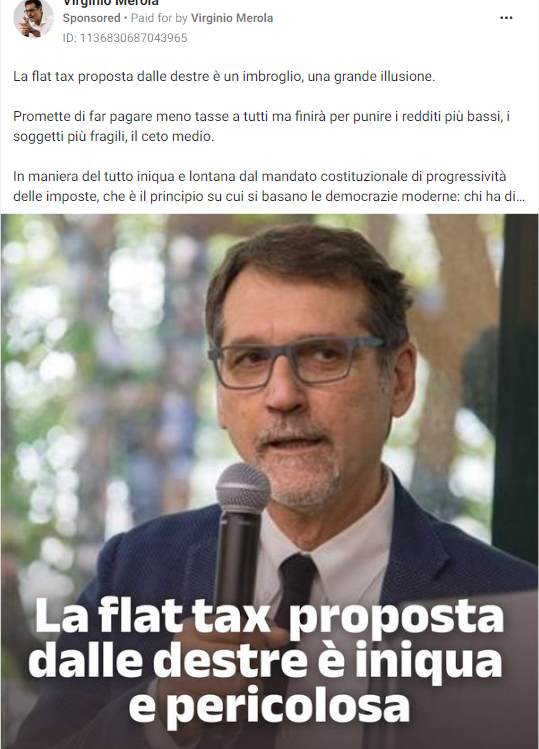 Virginio Merola
Sponsored • Paid for by Virginio Merola
ID: 1136830687043965
La flat tax proposta dalle destre è un imbroglio, una grande illusione.
Promette di far pagare meno tasse a tutti ma finirà per punire i redditi più bassi, i
soggetti più fragili, il ceto medio.
In maniera del tutto iniqua e lontana dal mandato costituzionale di progressività
delle imposte, che è il principio su cui si basano le democrazie moderne: chi ha di...
La flat tax proposta
dalle destre è iniqua
e pericolosa